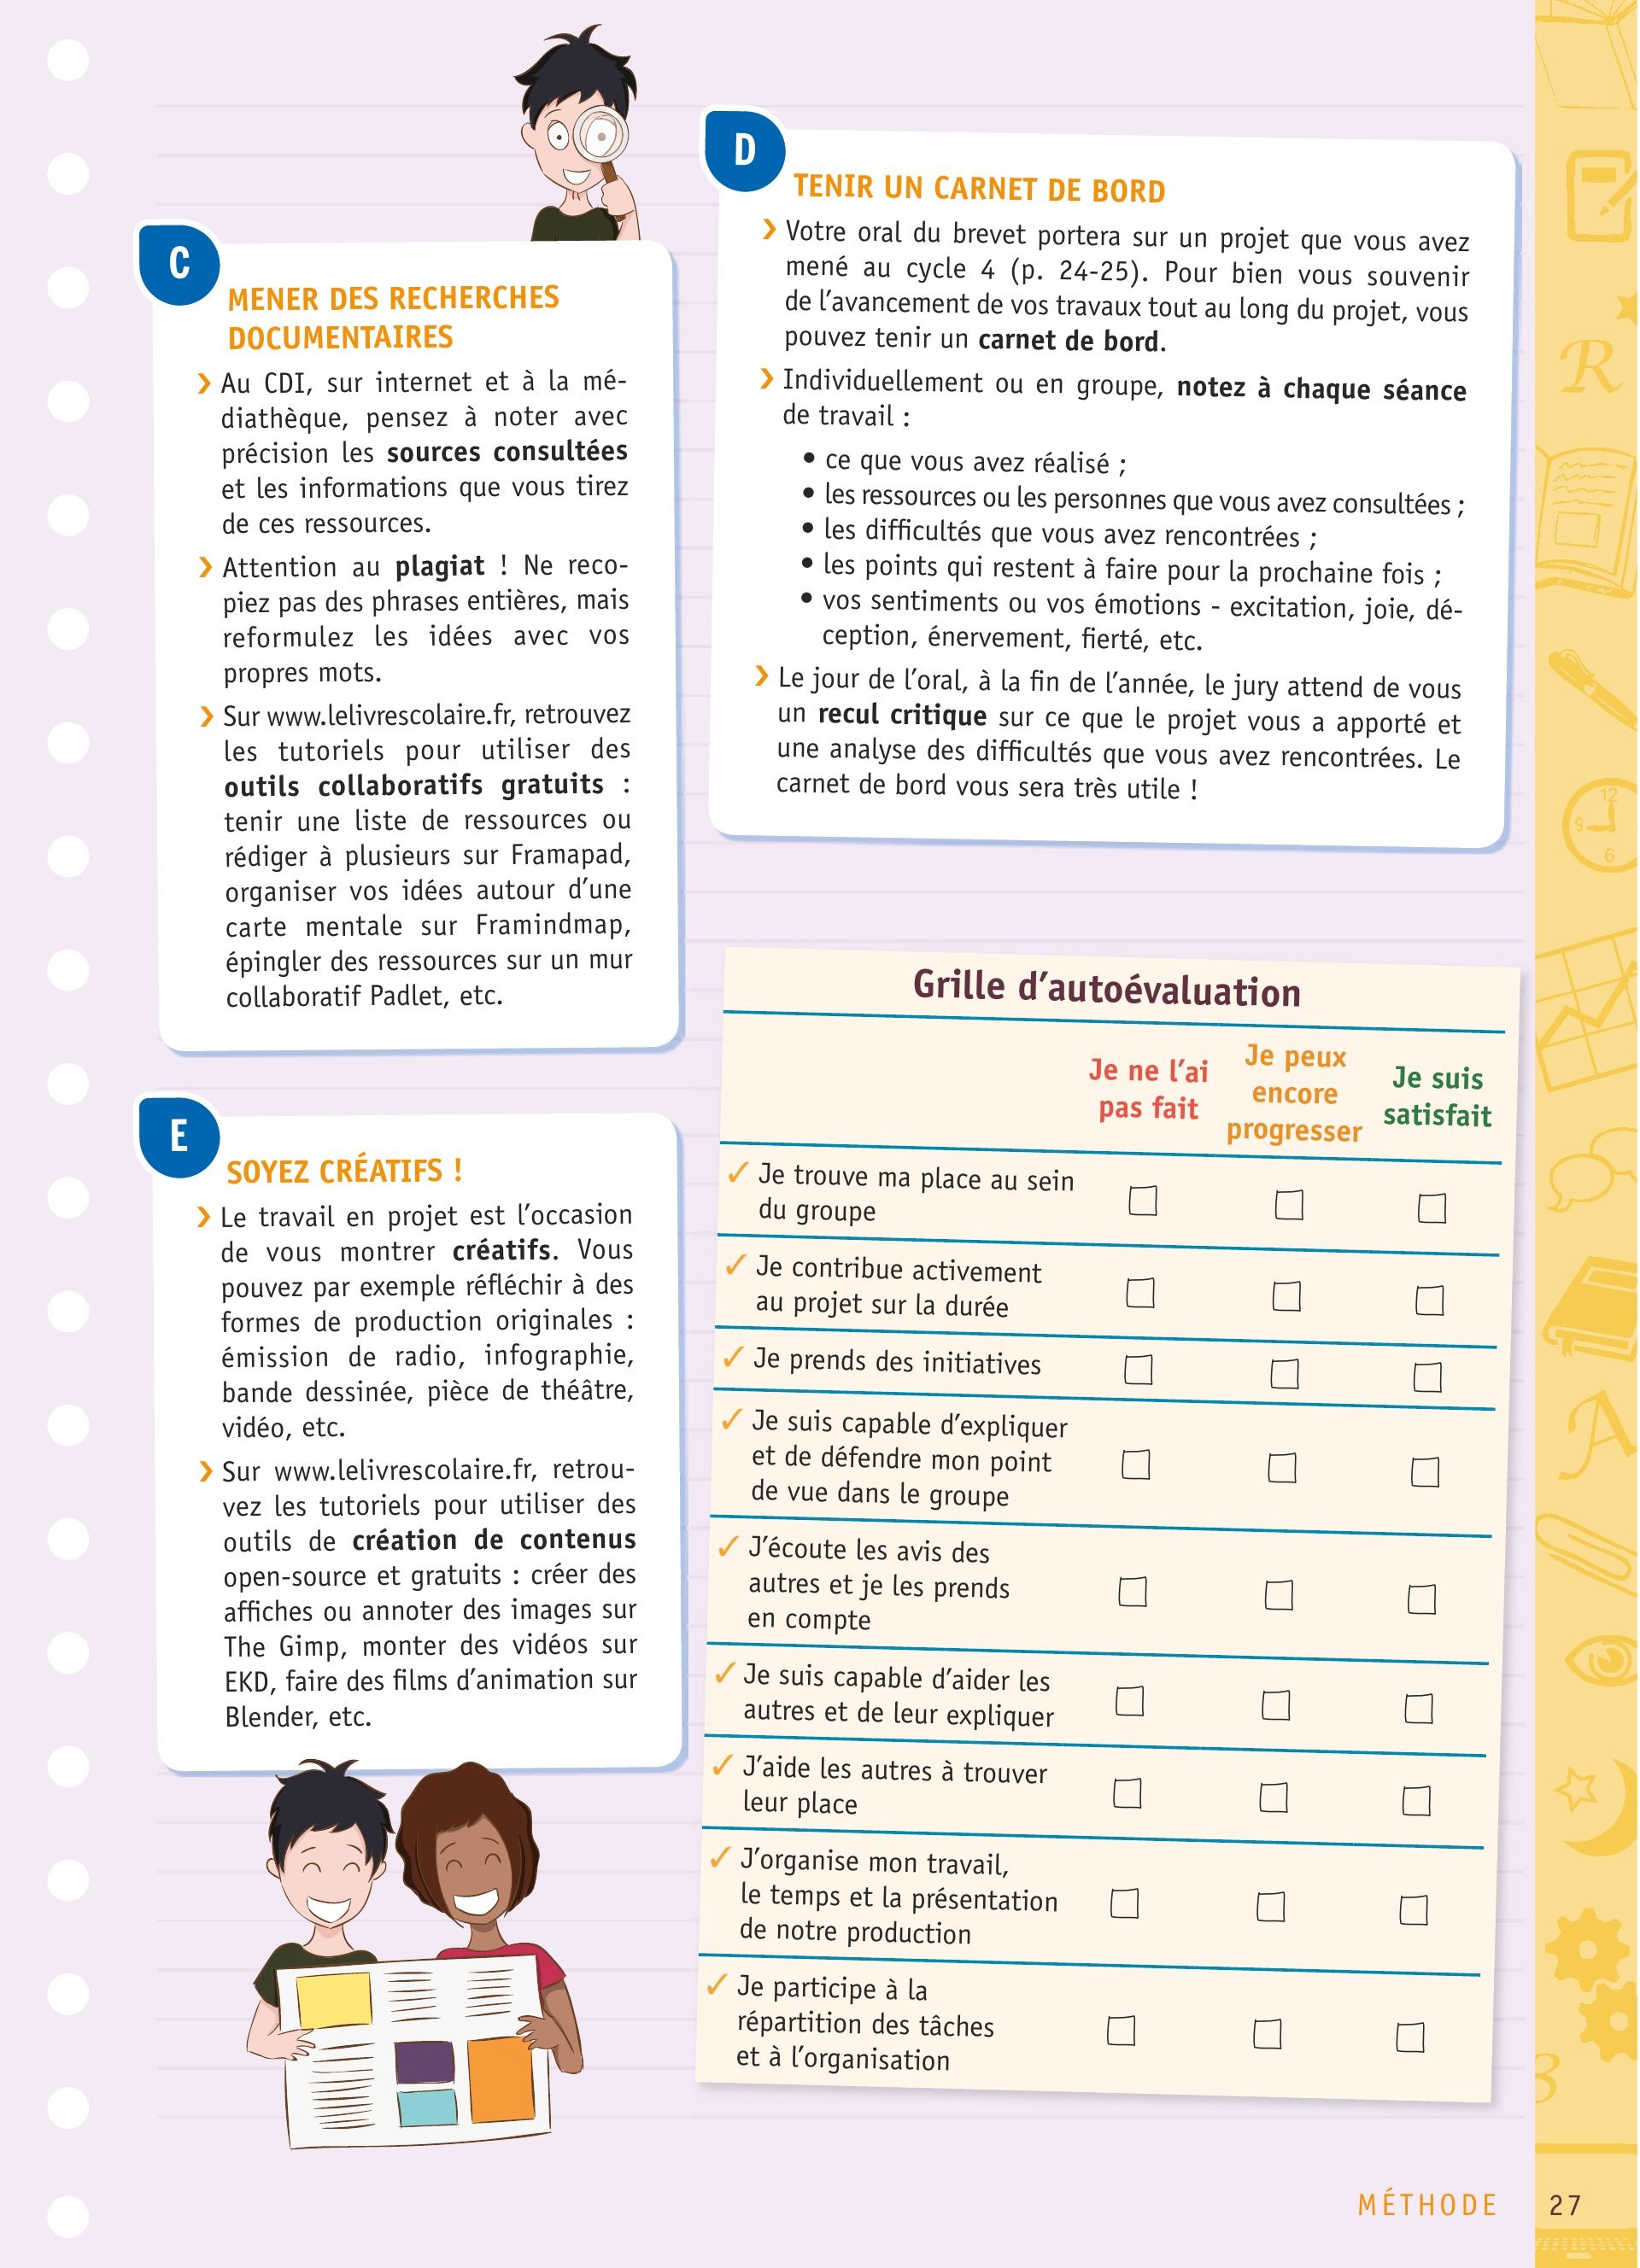 C
MENER DES RECHERCHES
DOCUMENTAIRES
› Au CDI, sur internet et à la mé-
diathèque, pensez à noter avec
précision les sources consultées
et les informations que vous tirez
de ces ressources.
› Attention au plagiat ! Ne reco-
piez pas des phrases entières, mais
reformulez les idées avec vos
propres mots.
› Sur www.lelivrescolaire.fr, retrouvez
les tutoriels pour utiliser des
outils collaboratifs gratuits :
tenir une liste de ressources ou
rédiger à plusieurs sur Framapad,
organiser vos idées autour d’une
carte mentale sur Framindmap,
épingler des ressources sur un mur
collaboratif Padlet, etc.
D
TENIR UN CARNET DE BORD
› Votre oral du brevet portera sur un projet que vous avez
mené au cycle 4 (p. 24-25). Pour bien vous souvenir
de l’avancement de vos travaux tout au long du projet, vous
pouvez tenir un carnet de bord.
› Individuellement ou en groupe, notez à chaque séance
de travail :
• ce que vous avez réalisé ;
• les ressources ou les personnes que vous avez consultées ;
• les difficultés que vous avez rencontrées ;
• les points qui restent à faire pour la prochaine fois ;
• vos sentiments ou vos émotions - excitation, joie, dé-
ception, énervement, fierté, etc.
› Le jour de l’oral, à la fin de l’année, le jury attend de vous
un recul critique sur ce que le projet vous a apporté et
une analyse des difficultés que vous avez rencontrées. Le
carnet de bord vous sera très utile !
E
SOYEZ CRÉATIFS !
› Le travail en projet est l’occasion
de vous montrer créatifs. Vous
pouvez par exemple réfléchir à des
formes de production originales :
émission de radio, infographie,
bande dessinée, pièce de théâtre,
vidéo, etc.
› Sur www.lelivrescolaire.fr, retrou-
vez les tutoriels pour utiliser des
outils de création de contenus
open-source et gratuits : créer des
affiches ou annoter des images sur
The Gimp, monter des vidéos sur
EKD, faire des films d’animation sur
Blender, etc.
Grille d’autoévaluation
Je ne l’ai
pas fait
Je peux
encore
progresser
Je suis
satisfait
✓ Je trouve ma place au sein
du groupe
✓ Je contribue activement
au projet sur la durée
✓ Je prends des initiatives
✓ Je suis capable d’expliquer
et de défendre mon point
de vue dans le groupe
✓ J’écoute les avis des
autres et je les prends
en compte
✓ Je suis capable d’aider les
autres et de leur expliquer
✓ J’aide les autres à trouver
leur place
✓ J’organise mon travail,
le temps et la présentation
de notre production
✓ Je participe à la
répartition des tâches
et à l’organisation
R
12
9
6
A
B
MÉTHODE 27